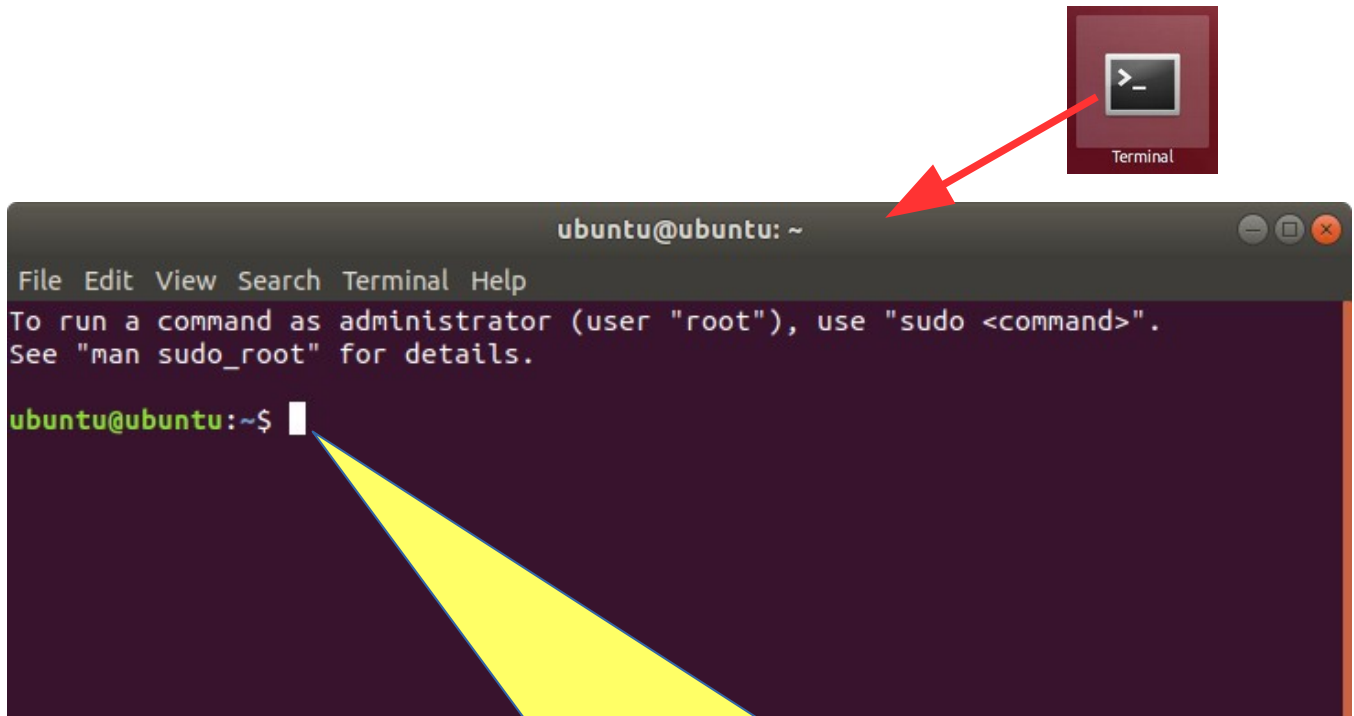 >_
Terminal
ubuntu@ubuntu: ~
File Edit View Search Terminal Help
To run a command as administrator (user "root"), use "sudo <command>".
See "man sudo_root" for details.
ubuntu@ubuntu:~$